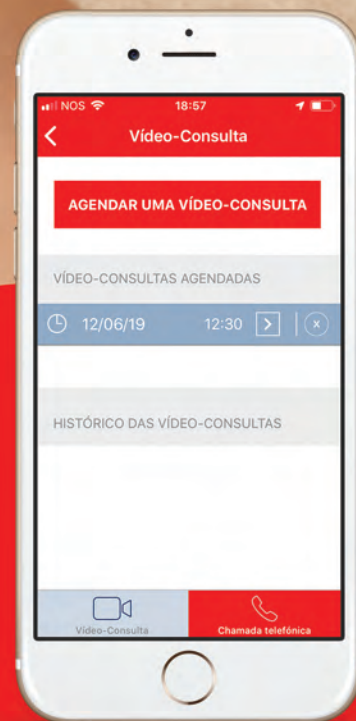 NOS
18:57
Vídeo-Consulta
AGENDAR UMA VÍDEO-CONSULTA
VÍDEO-CONSULTAS AGENDADAS
12/06/19 12:30
HISTÓRICO DAS VÍDEO-CONSULTAS
Vídeo-Consulta
Chamada telefónica